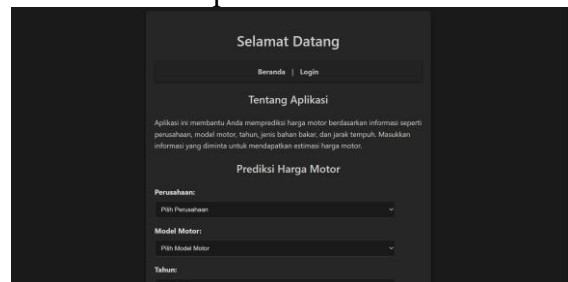 Selamat Datang
Beranda | Login
Tentang Aplikasi
Aplikasi ini membantu Anda memprediksi harga motor berdasarkan informasi seperti
perusahaan, model motor, tahun, jenis bahan bakar, dan jarak tempuh. Masukkan
informasi yang diminta untuk mendapatkan estimasi harga motor.
Prediksi Harga Motor
Perusahaan:
Pilih Perusahaan
Model Motor:
Pilih Model Motor
Tahun: